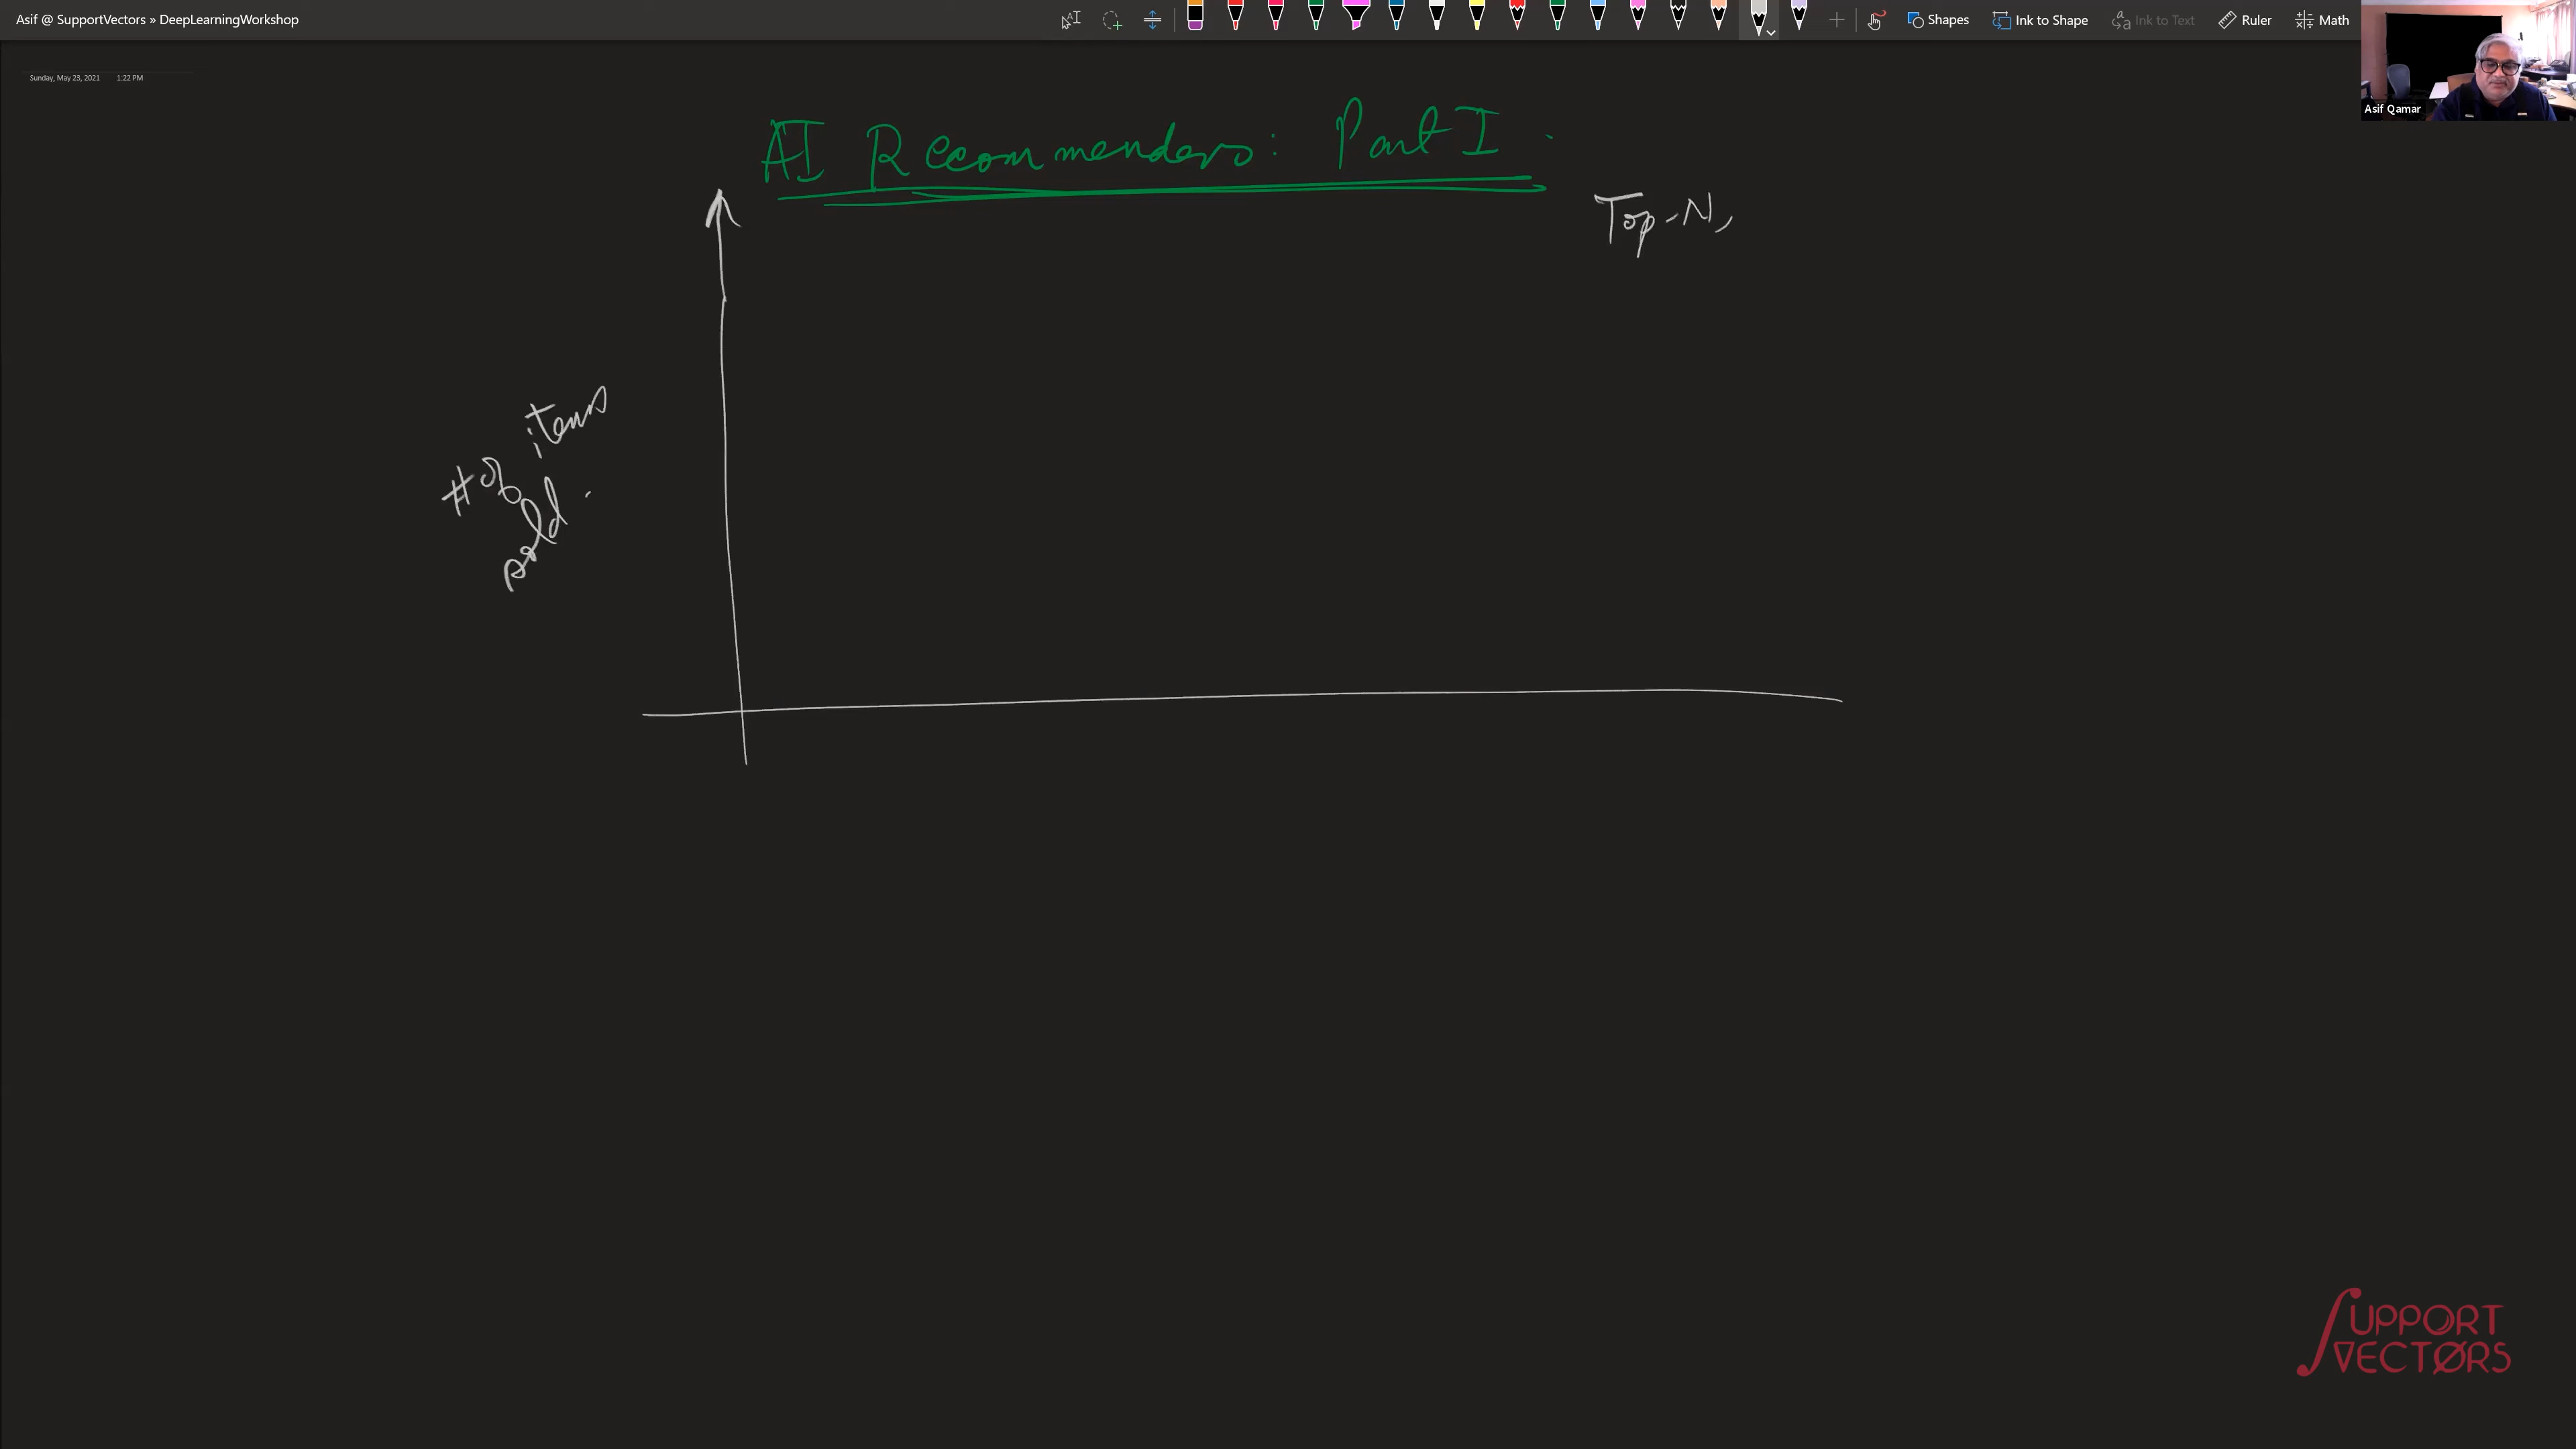 Asif @ SupportVectors » DeepLearningWorkshop
Shapes Ink to Shape Ink to Text Ruler Math
Asif Qamar
Sunday, May 23, 2021 1:22 PM
AI Recommenders: Part I
Top-N,
# of items
sold
SUPPORT
VECTORS